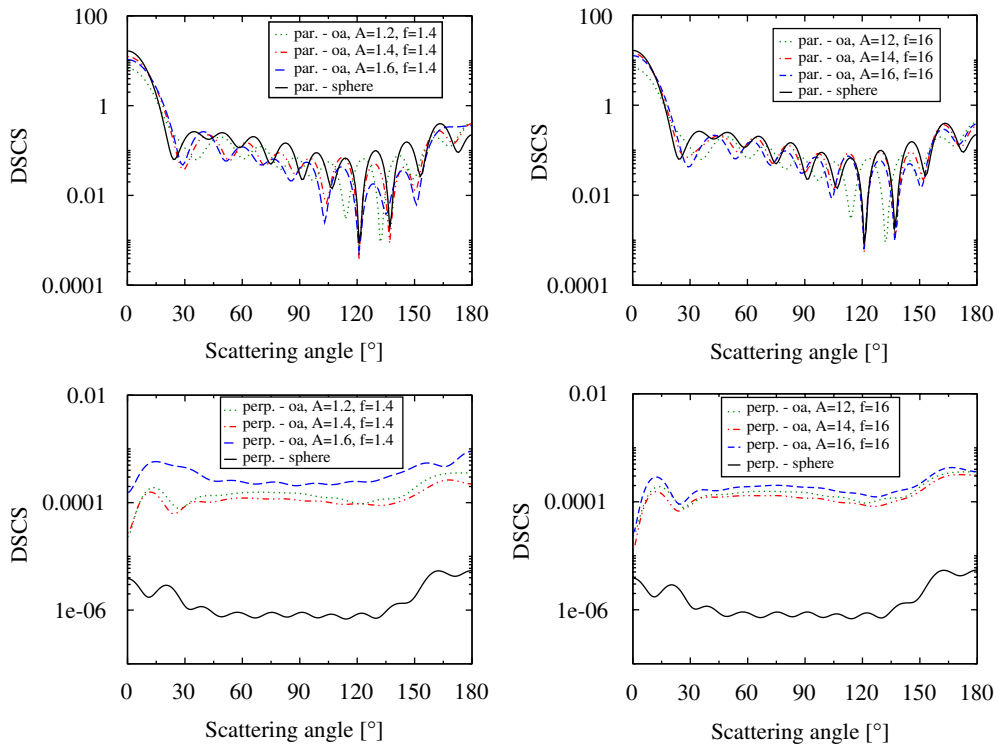 100
1
0.01
0.0001
DSCS
par. - oa, A=1.2, f=1.4
par. - oa, A=1.4, f=1.4
par. - oa, A=1.6, f=1.4
par. - sphere
0 30 60 90 120 150 180
Scattering angle [°]
100
1
0.01
0.0001
DSCS
par. - oa, A=12, f=16
par. - oa, A=14, f=16
par. - oa, A=16, f=16
par. - sphere
0 30 60 90 120 150 180
Scattering angle [°]
0.01
0.0001
1e-06
DSCS
perp. - oa, A=1.2, f=1.4
perp. - oa, A=1.4, f=1.4
perp. - oa, A=1.6, f=1.4
perp. - sphere
0 30 60 90 120 150 180
Scattering angle [°]
0.01
0.0001
1e-06
DSCS
perp. - oa, A=12, f=16
perp. - oa, A=14, f=16
perp. - oa, A=16, f=16
perp. - sphere
0 30 60 90 120 150 180
Scattering angle [°]